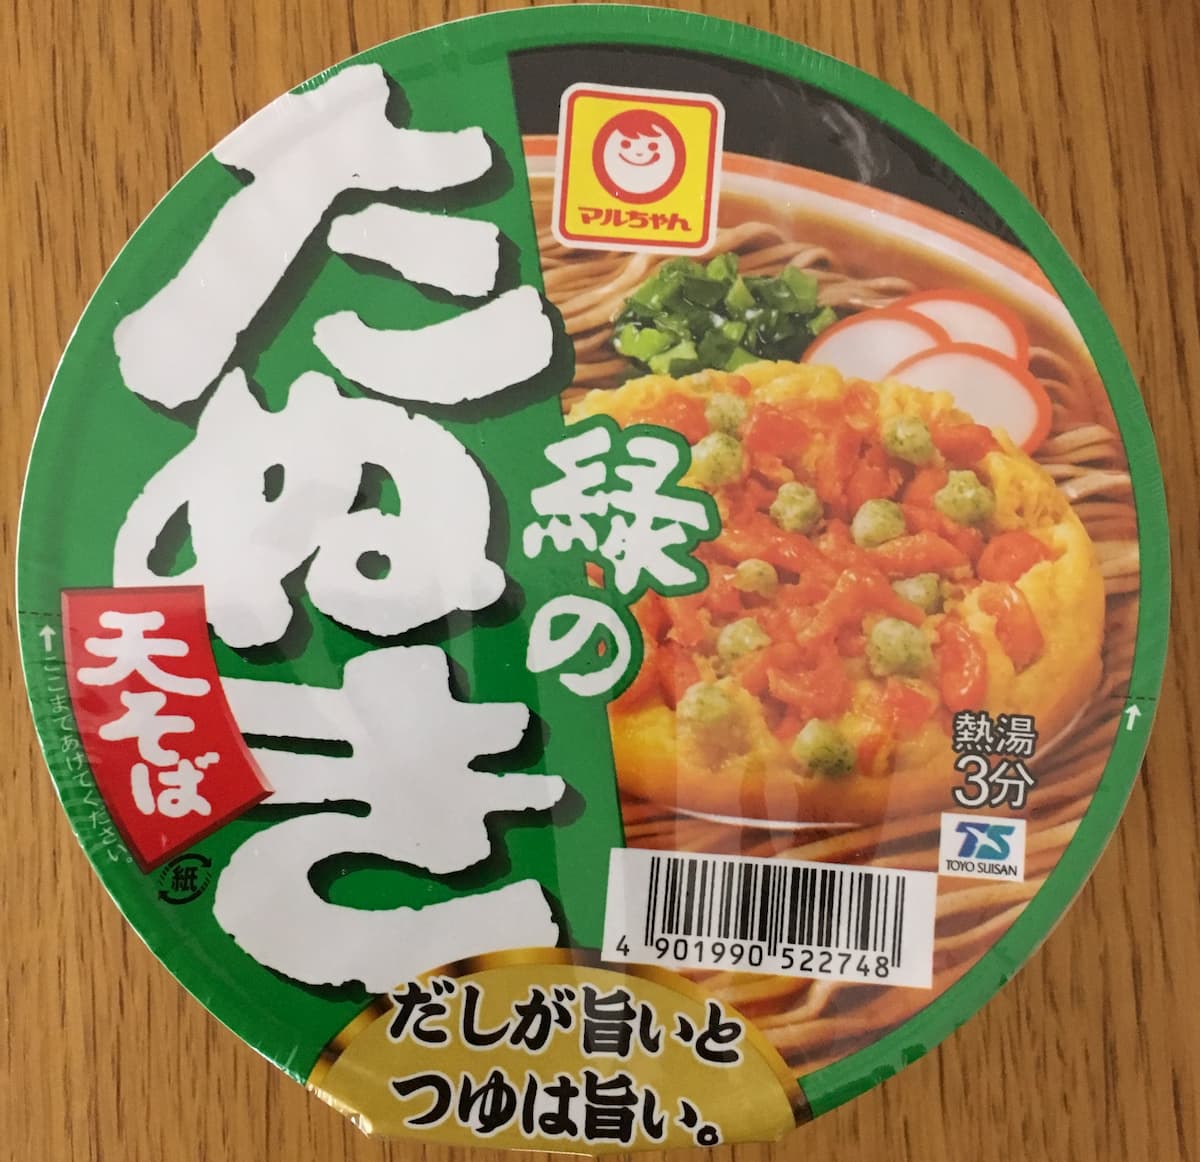 マルちゃん
緑の
たぬき
天そば
↑ここまであけてください。
紙
熱湯
3分
TS
TOYO SUISAN
4 901990 522748
だしが旨いと
つゆは旨い。